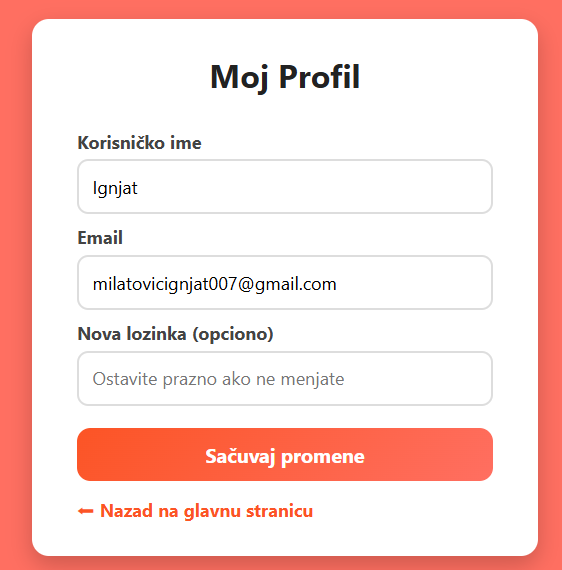 Moj Profil
Korisničko ime
Ignjat
Email
milatovicignjat007@gmail.com
Nova lozinka (opciono)
Ostavite prazno ako ne menjate
Sačuvaj promene
⬅ Nazad na glavnu stranicu